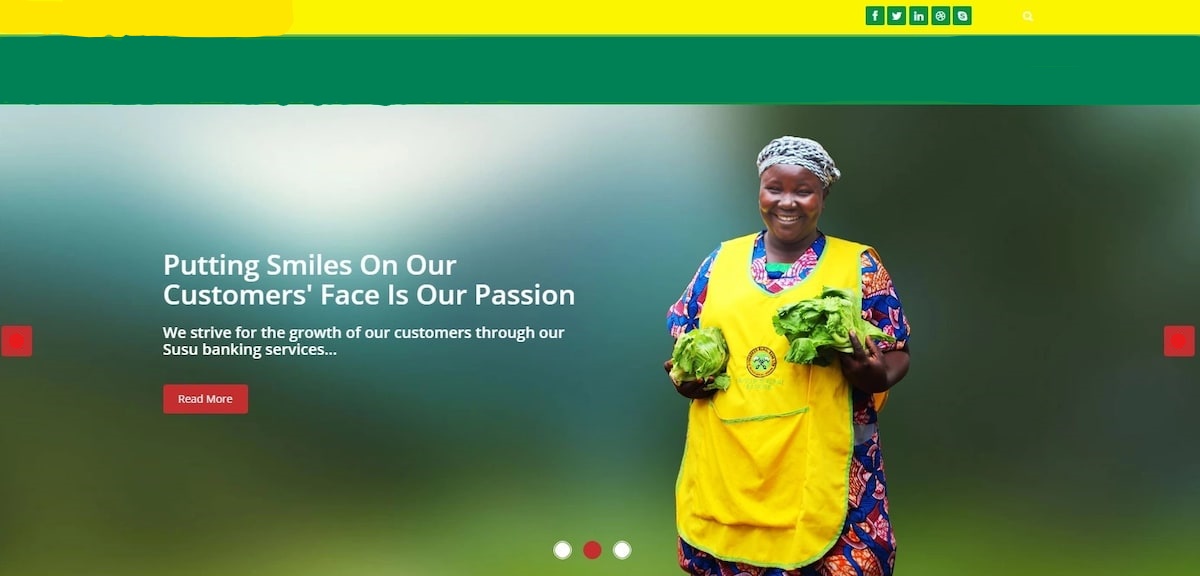 Putting Smiles On Our
Customers' Face Is Our Passion
We strive for the growth of our customers through our
Susu banking services...
Read More